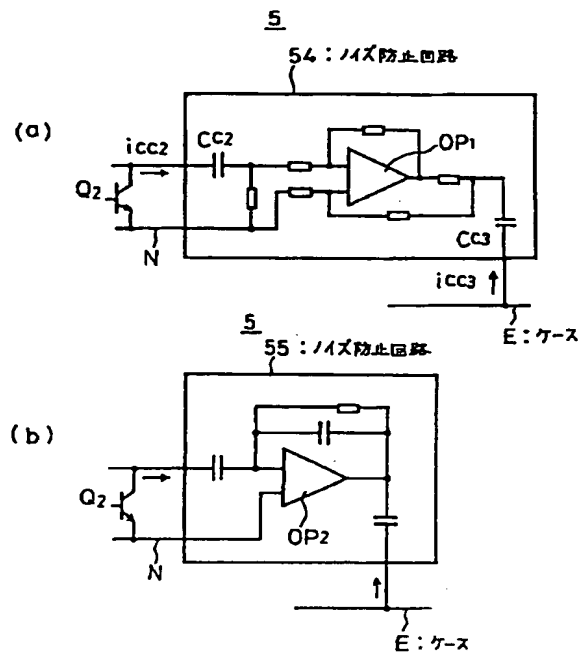 5
54:ノイズ防止回路
(a)
icc2
Cc2
OP1
Q2
N
Cc3
icc3
E:ケース
5
55:ノイズ防止回路
(b)
Q2
OP2
N
E:ケース